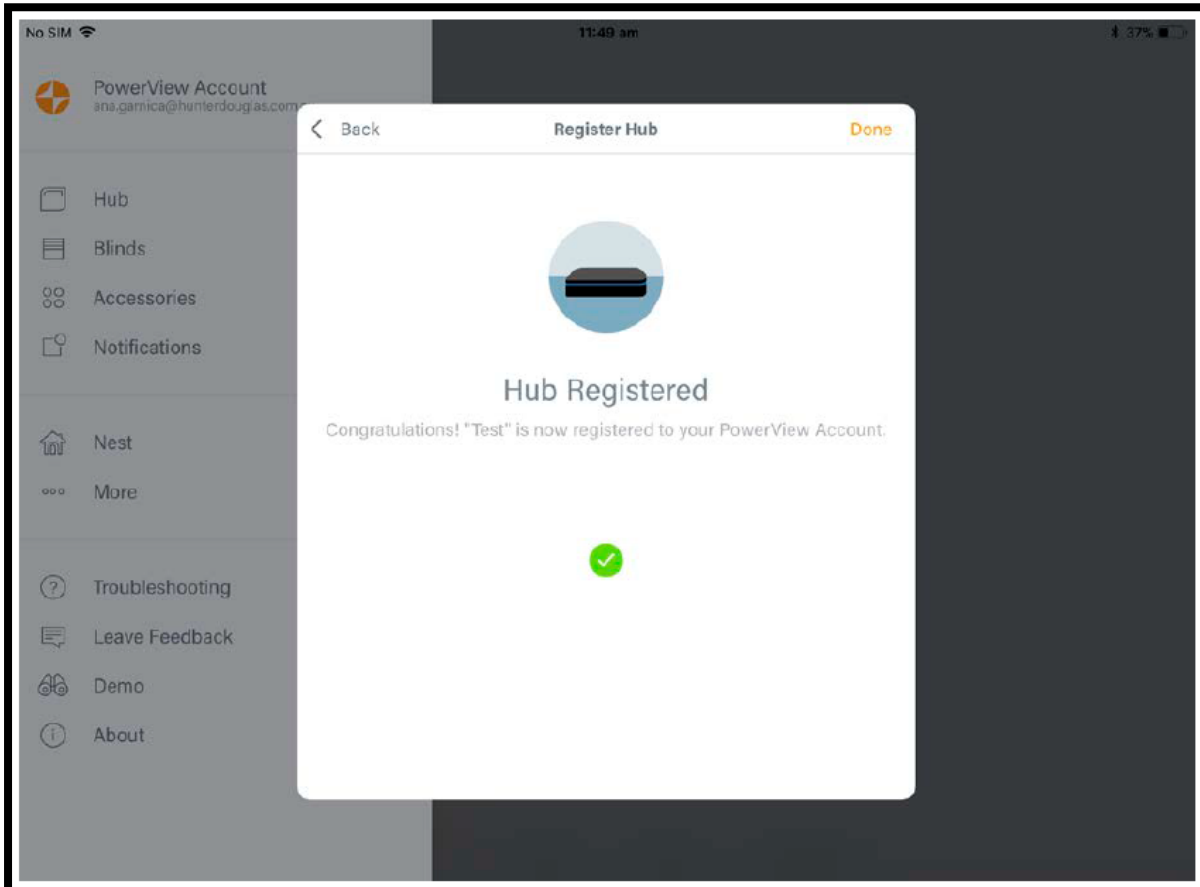 No SIM
11:49 am
37%
PowerView Account
ana.garnica@hunterdouglas.com
Back
Register Hub
Done
Hub
Blinds
Accessories
Notifications
Nest
More
Troubleshooting
Leave Feedback
Demo
About
Hub Registered
Congratulations! "Test" is now registered to your PowerView Account.